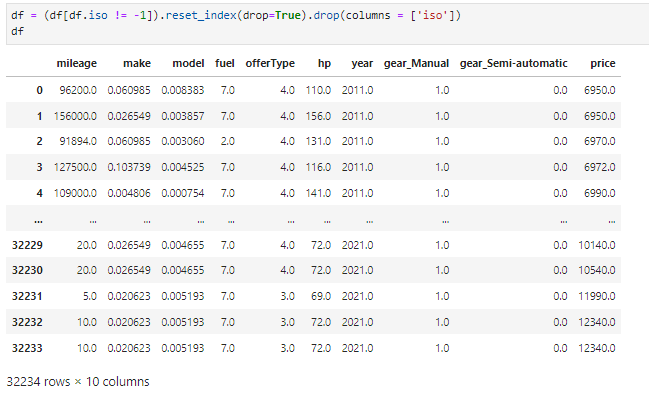 df = (df[df.iso != -1]).reset_index(drop=True).drop(columns = ['iso'])
df
mileage make model fuel offerType hp year gear_Manual gear_Semi-automatic price
0 96200.0 0.060985 0.008383 7.0 4.0 110.0 2011.0 1.0 0.0 6950.0
1 156000.0 0.026549 0.003857 7.0 4.0 156.0 2011.0 1.0 0.0 6950.0
2 91894.0 0.060985 0.003060 2.0 4.0 131.0 2011.0 1.0 0.0 6970.0
3 127500.0 0.103739 0.004525 7.0 4.0 116.0 2011.0 1.0 0.0 6972.0
4 109000.0 0.004806 0.000754 7.0 4.0 141.0 2011.0 1.0 0.0 6990.0
... ... ... ... ... ... ... ... ... ... ...
32229 20.0 0.026549 0.004655 7.0 4.0 72.0 2021.0 1.0 0.0 10140.0
32230 20.0 0.026549 0.004655 7.0 4.0 72.0 2021.0 1.0 0.0 10540.0
32231 5.0 0.020623 0.005193 7.0 3.0 69.0 2021.0 1.0 0.0 11990.0
32232 10.0 0.020623 0.005193 7.0 3.0 72.0 2021.0 1.0 0.0 12340.0
32233 10.0 0.020623 0.005193 7.0 3.0 72.0 2021.0 1.0 0.0 12340.0
32234 rows × 10 columns